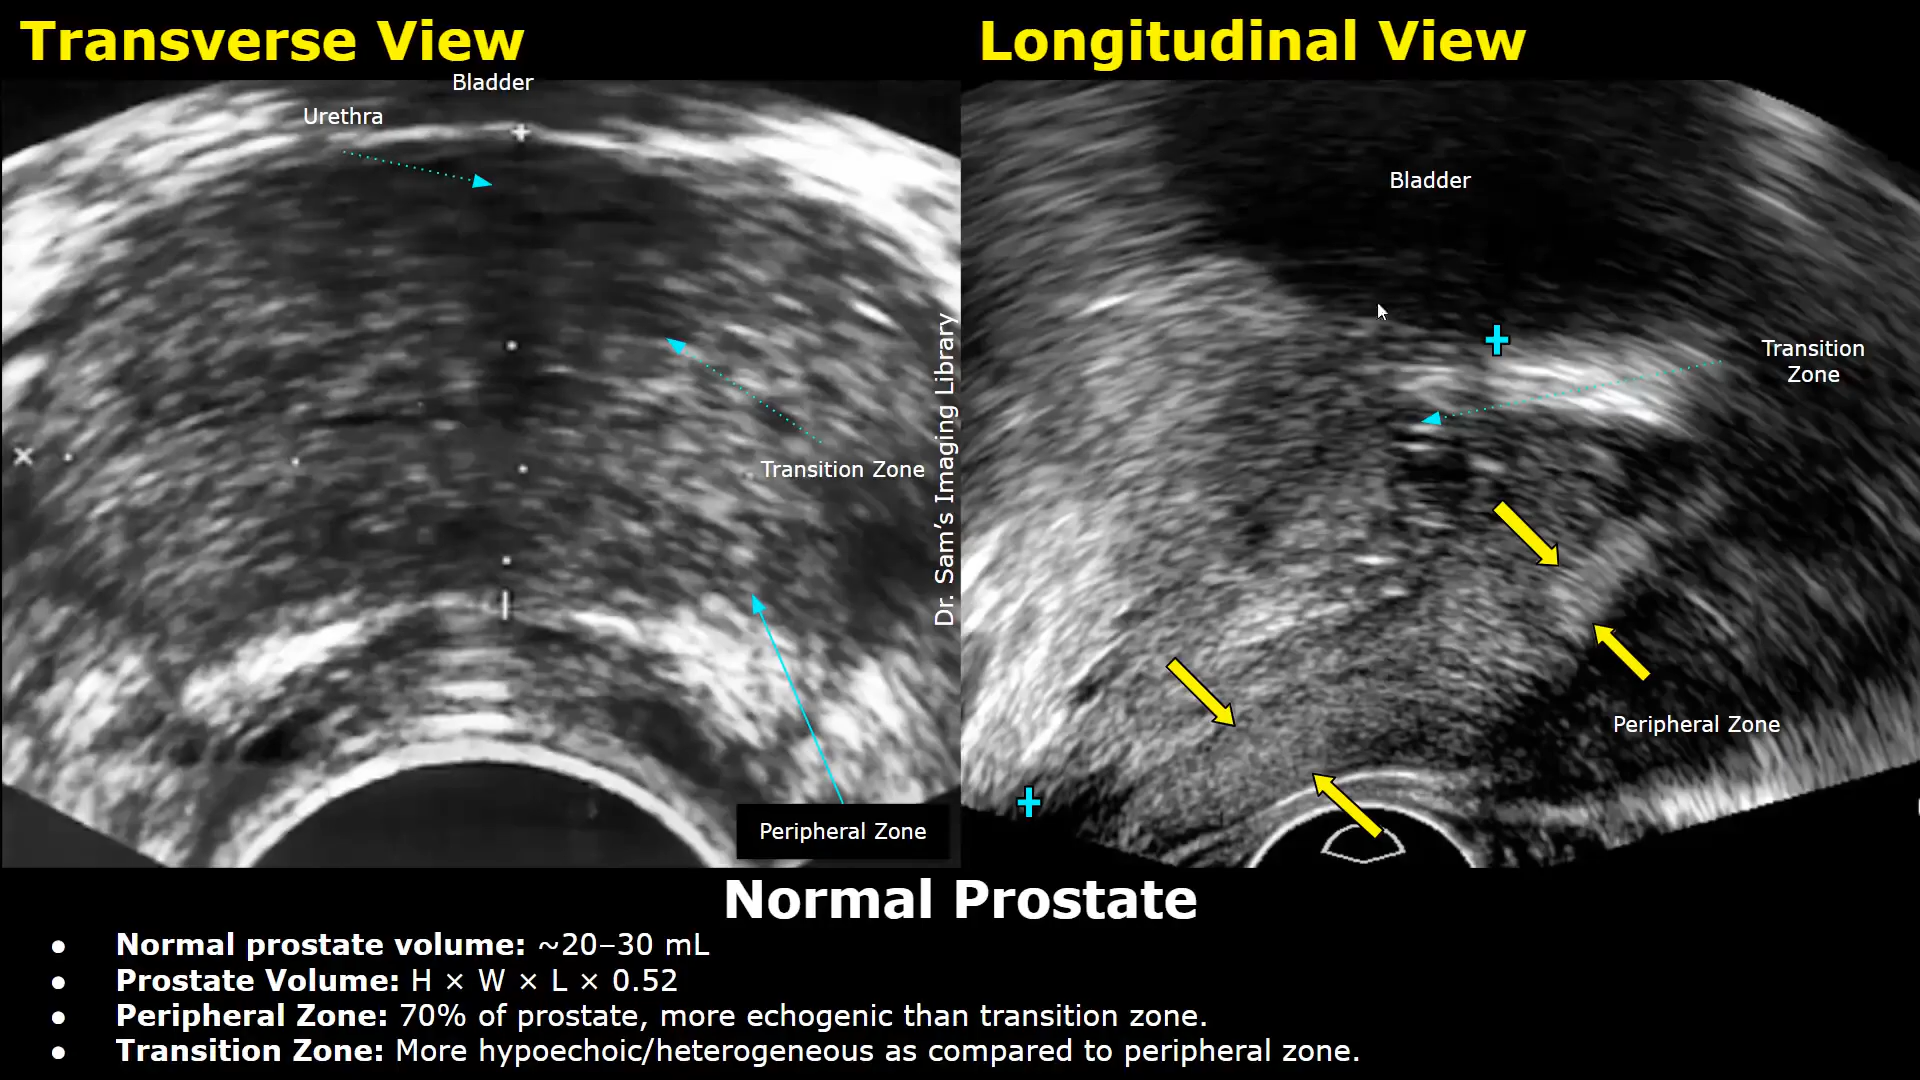 Transverse View
Longitudinal View
Bladder
Urethra
Bladder
Transition
Zone
Transition Zone
Dr. Sam's Imaging Library
Peripheral Zone
Peripheral Zone
Normal Prostate
● Normal prostate volume: ~20–30 mL
● Prostate Volume: H × W × L × 0.52
● Peripheral Zone: 70% of prostate, more echogenic than transition zone.
● Transition Zone: More hypoechoic/heterogeneous as compared to peripheral zone.